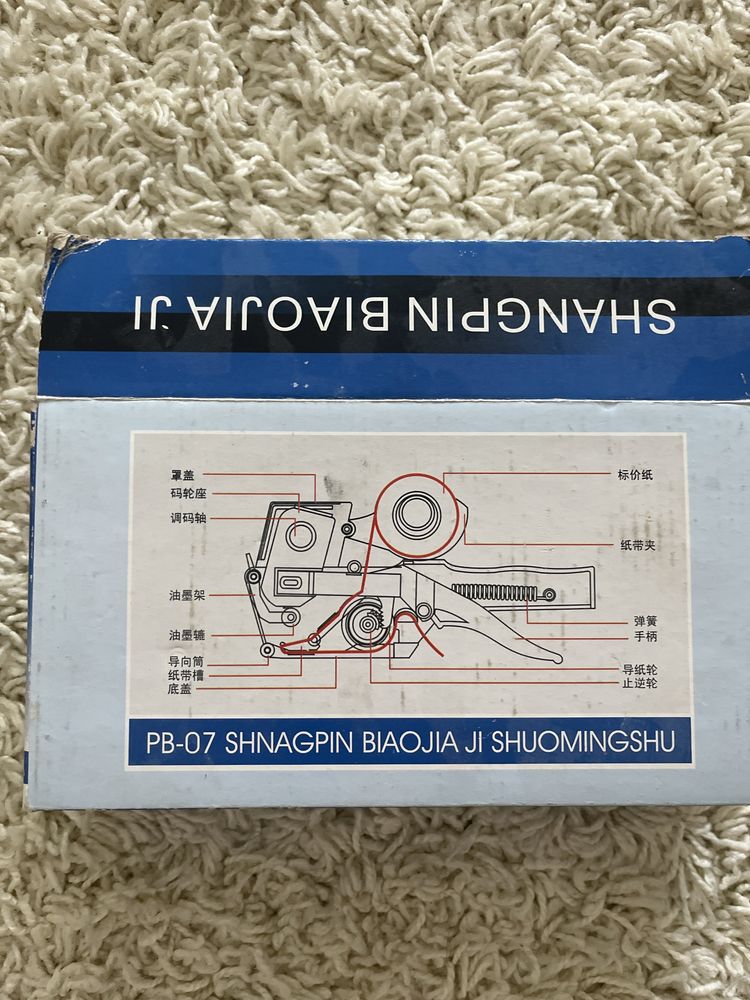 SHANGPIN BIAOJIA JI
罩盖
码轮座
调码轴
油墨架
油墨辘
导向筒
纸带槽
底盖
标价纸
纸带夹
弹簧
手柄
导纸轮
止逆轮
PB-07 SHNAGPIN BIAOJIA JI SHUOMINGSHU